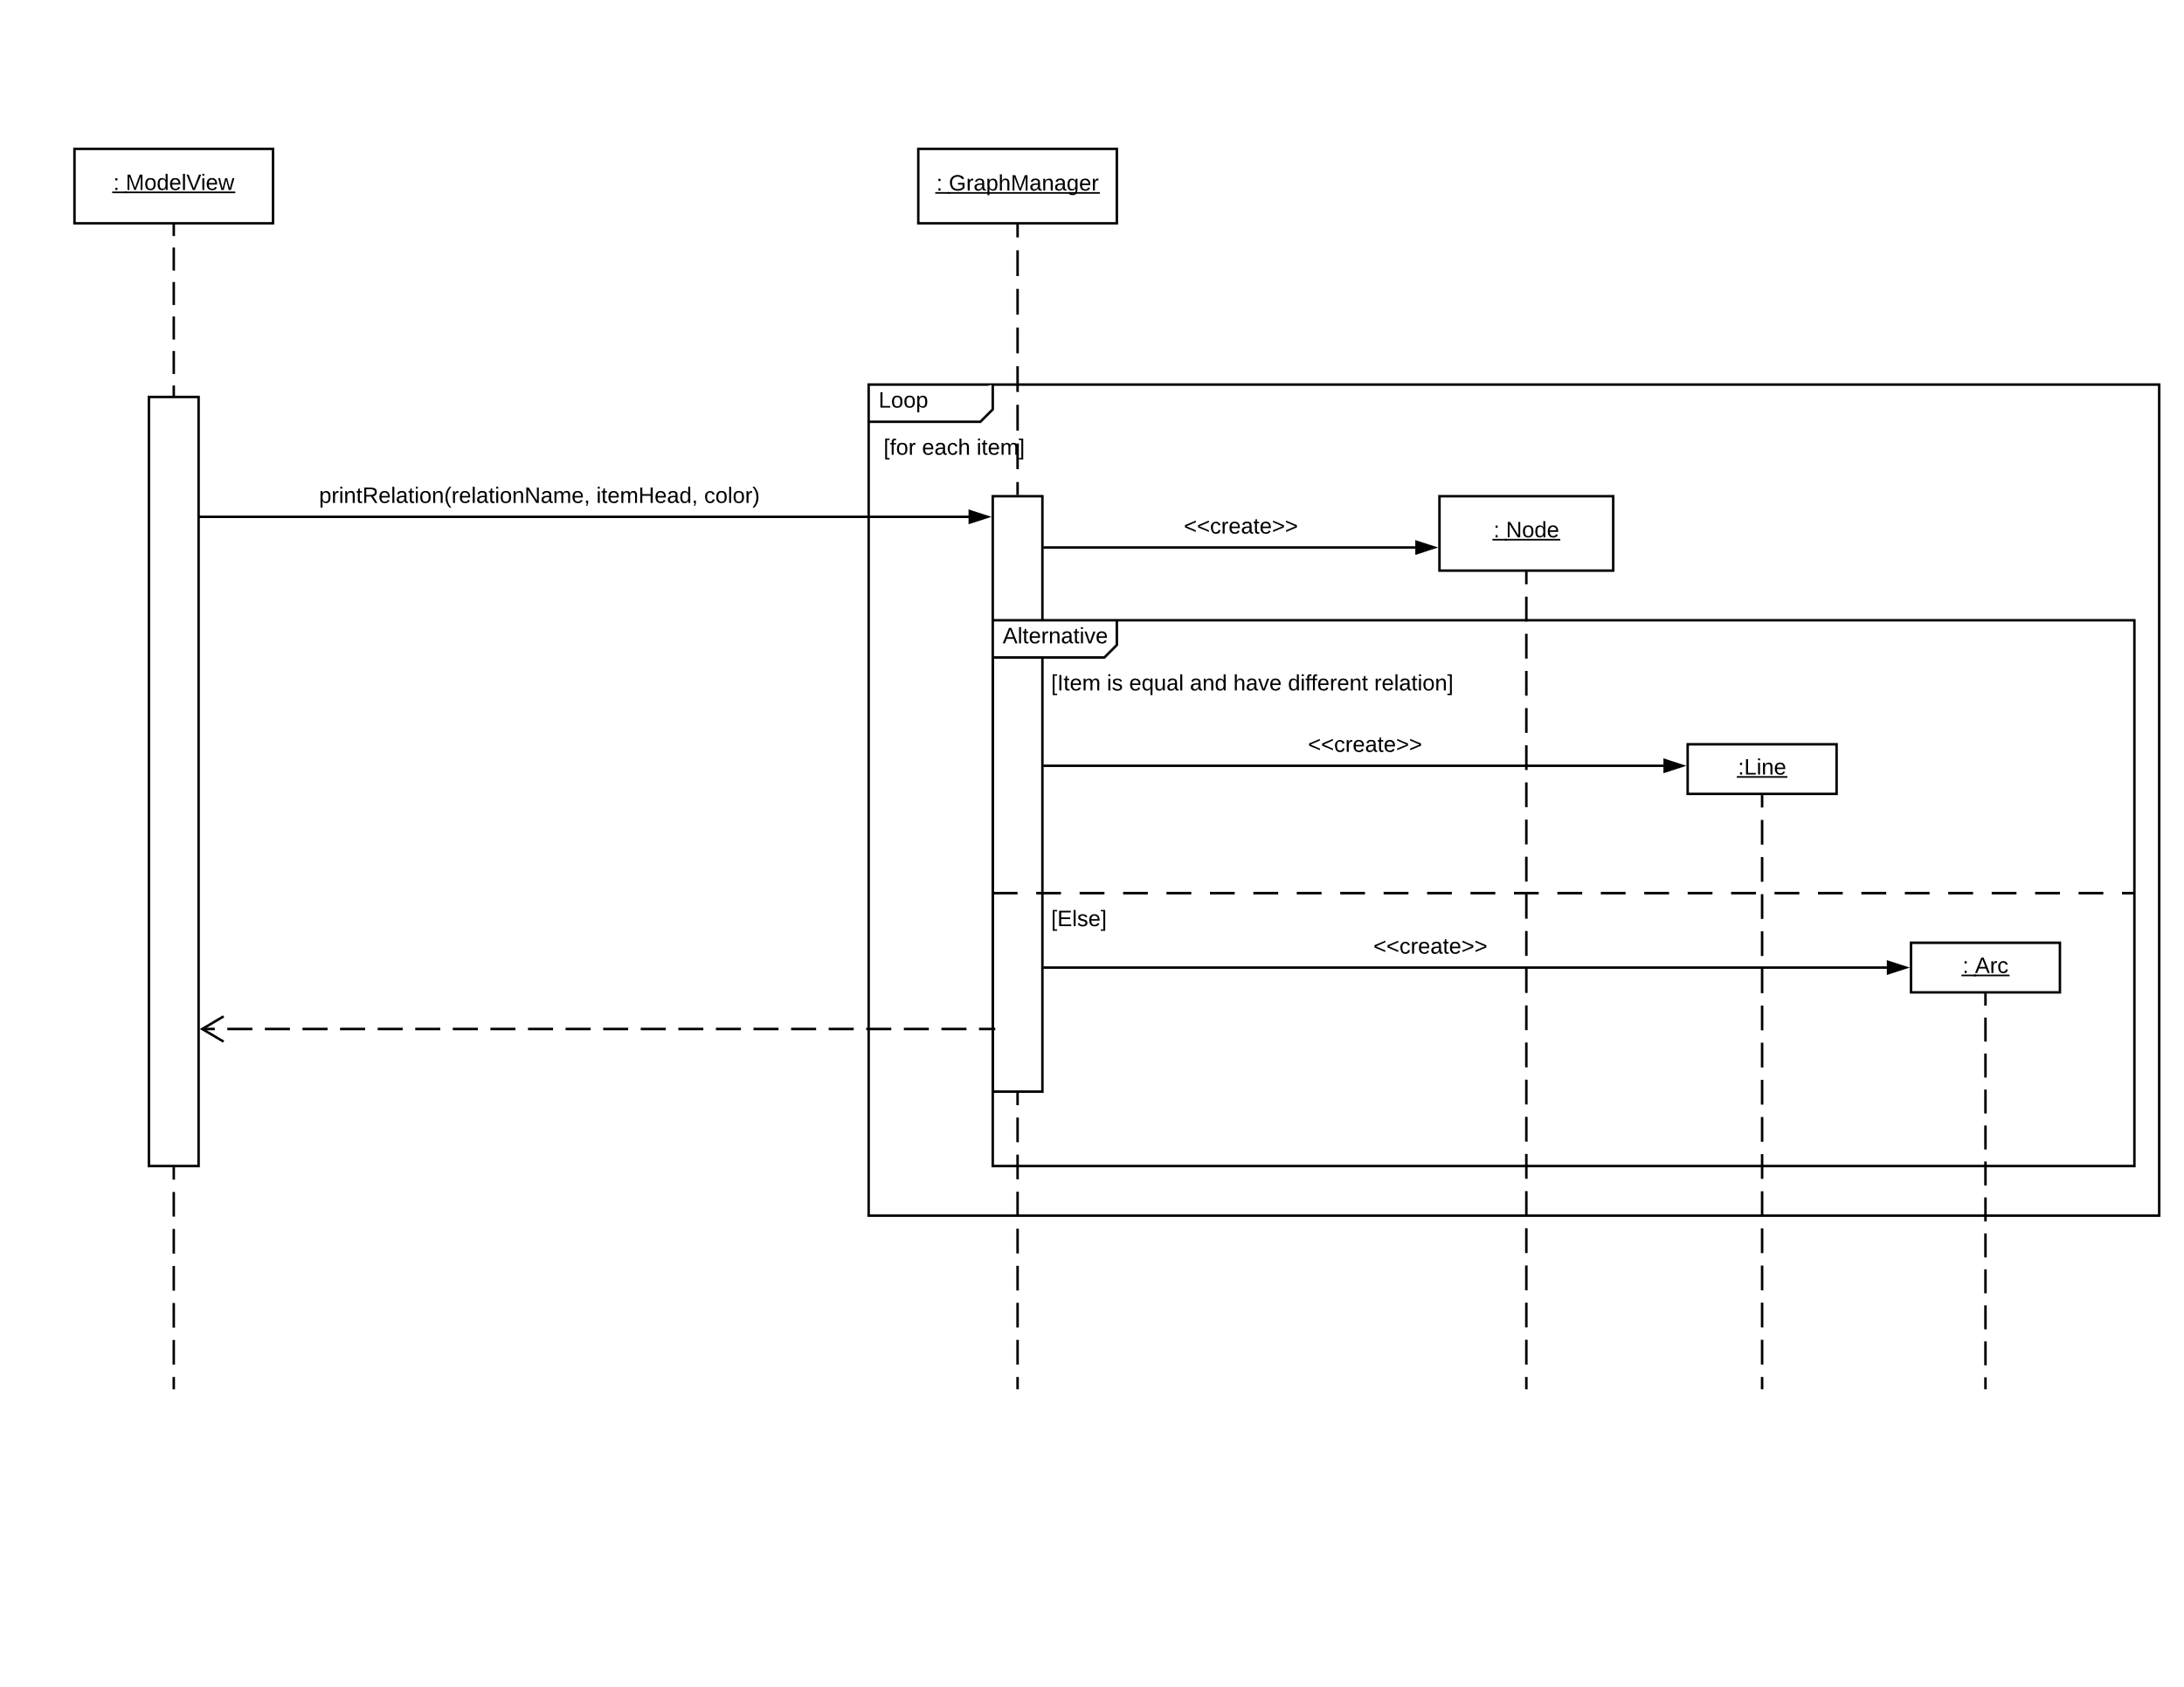 : ModelView
: GraphManager
Loop
[for each item]
printRelation(relationName, itemHead, color)
<<create>>
: Node
Alternative
[Item is equal and have different relation]
<<create>>
:Line
[Else]
<<create>>
: Arc